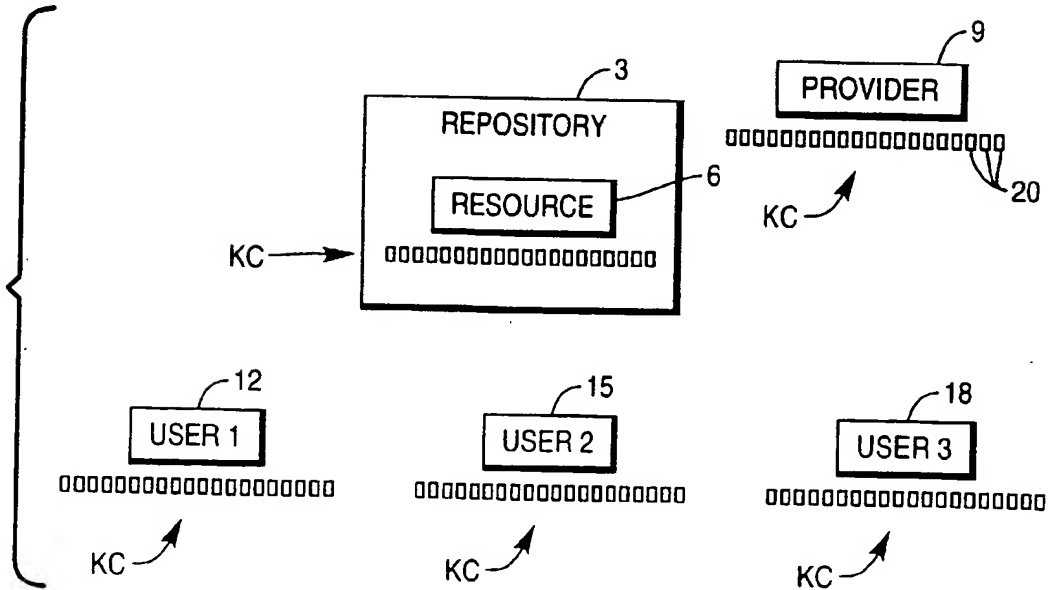 9
PROVIDER
20
KC
3
REPOSITORY
6
RESOURCE
KC
12
USER 1
KC
15
USER 2
KC
18
USER 3
KC